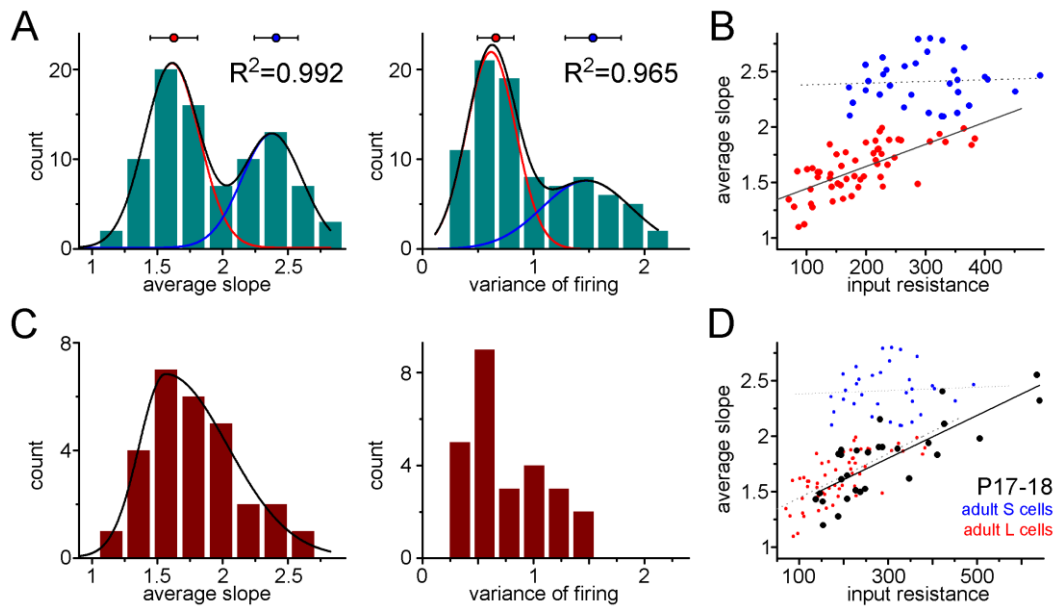 A
R²=0.992
20
10
0
count
1
1.5
2
2.5
average slope
R²=0.965
20
10
0
count
0
1
2
variance of firing
B
2.5
2
1.5
1
average slope
100
200
300
400
input resistance
C
8
4
0
count
1
1.5
2
2.5
average slope
8
4
0
count
0
1
2
variance of firing
D
2.5
2
1.5
1
average slope
P17-18
adult S cells
adult L cells
100
300
500
input resistance